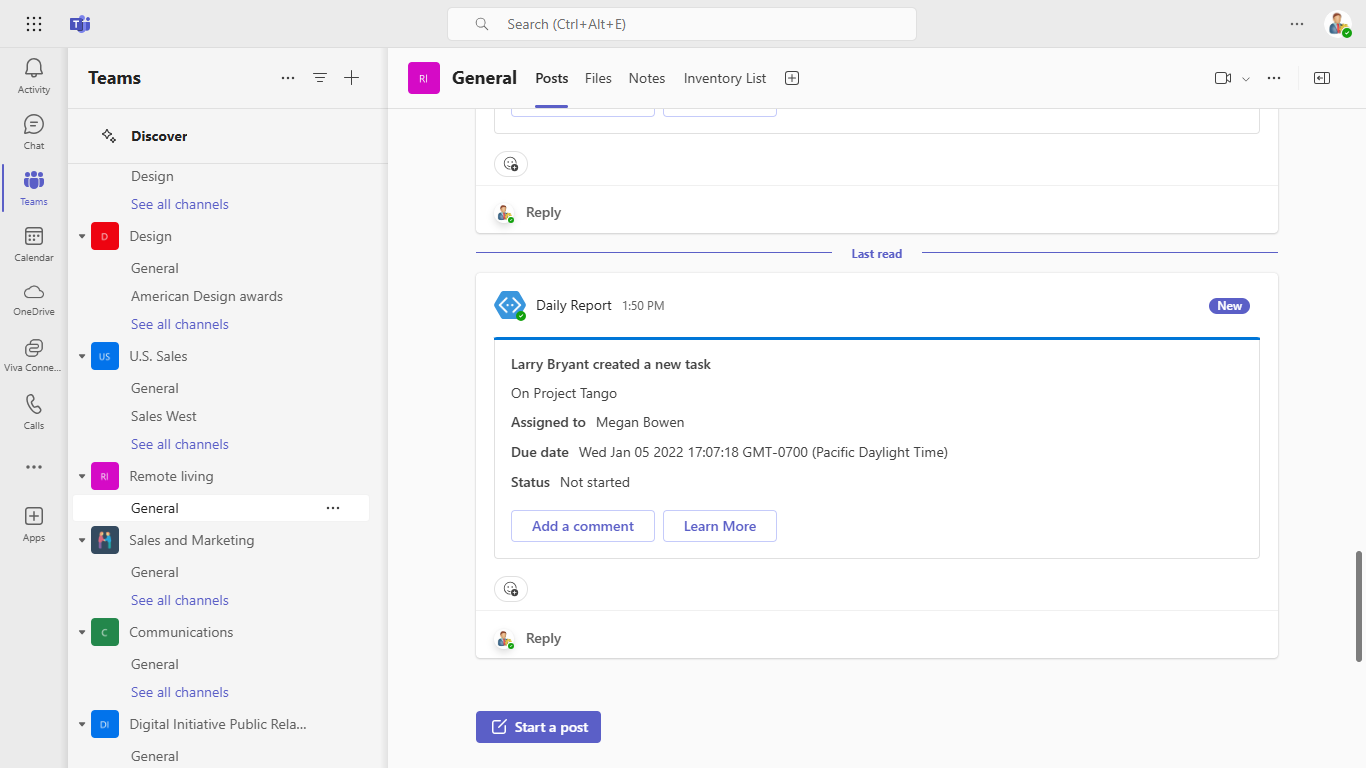 Search (Ctrl+Alt+E)
Activity
Chat
Teams
Calendar
OneDrive
Viva Conne...
Calls
Apps
Teams
Discover
Design
See all channels
D Design
General
American Design awards
See all channels
US U.S. Sales
General
Sales West
See all channels
RI Remote living
General
Sales and Marketing
General
See all channels
C Communications
General
See all channels
DI Digital Initiative Public Rela...
General
RI General Posts Files Notes Inventory List
Reply
Last read
Daily Report 1:50 PM New
Larry Bryant created a new task
On Project Tango
Assigned to Megan Bowen
Due date Wed Jan 05 2022 17:07:18 GMT-0700 (Pacific Daylight Time)
Status Not started
Add a comment Learn More
Reply
Start a post